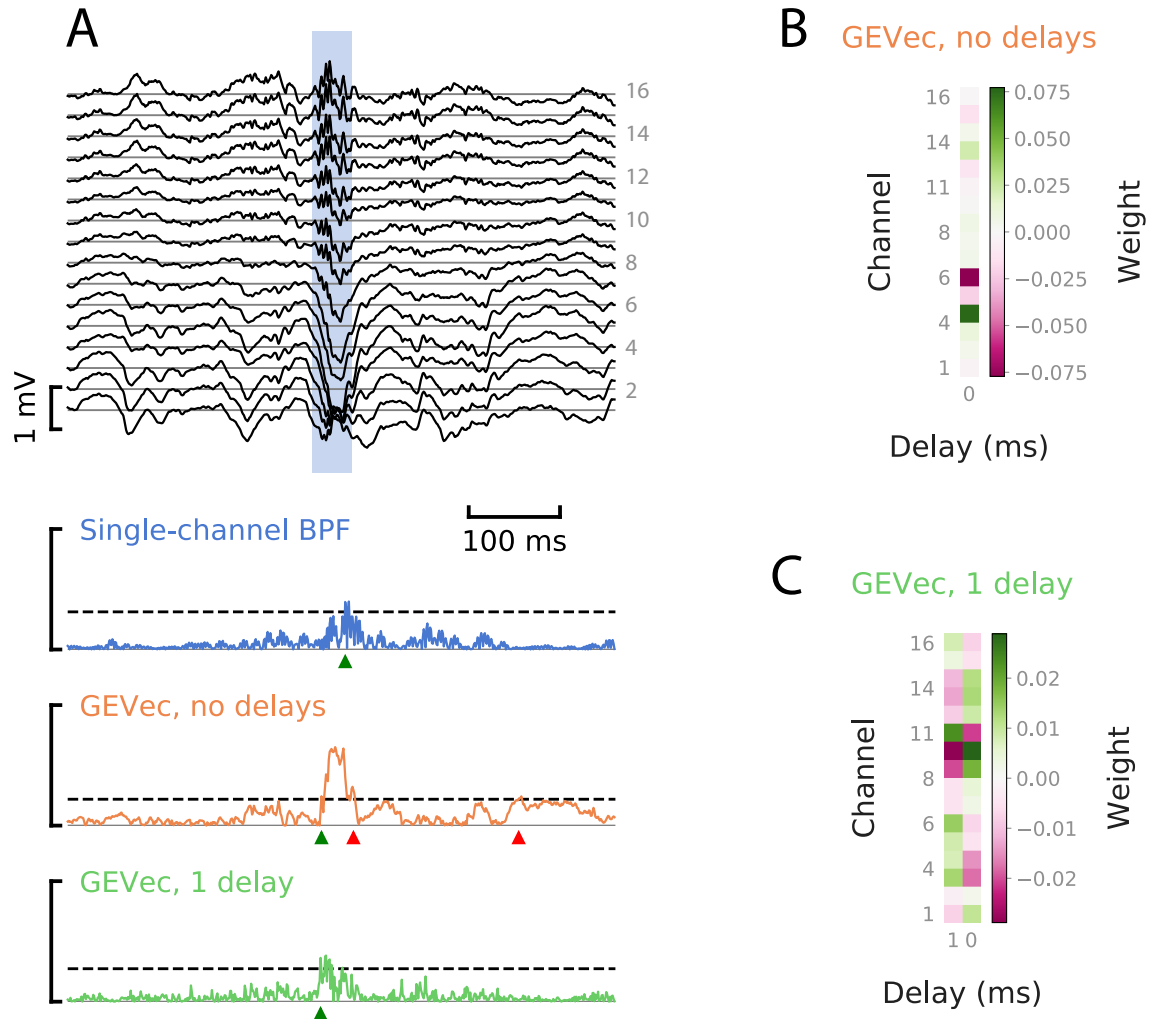 A
16
14
12
10
8
6
4
2
1 mV
Single-channel BPF
100 ms
GEVec, no delays
GEVec, 1 delay
B
GEVec, no delays
Channel
16
14
11
8
6
4
1
0
Delay (ms)
0.075
0.050
0.025
0.000
−0.025
−0.050
−0.075
Weight
C
GEVec, 1 delay
Channel
16
14
11
8
6
4
1
1 0
Delay (ms)
0.02
0.01
0.00
−0.01
−0.02
Weight